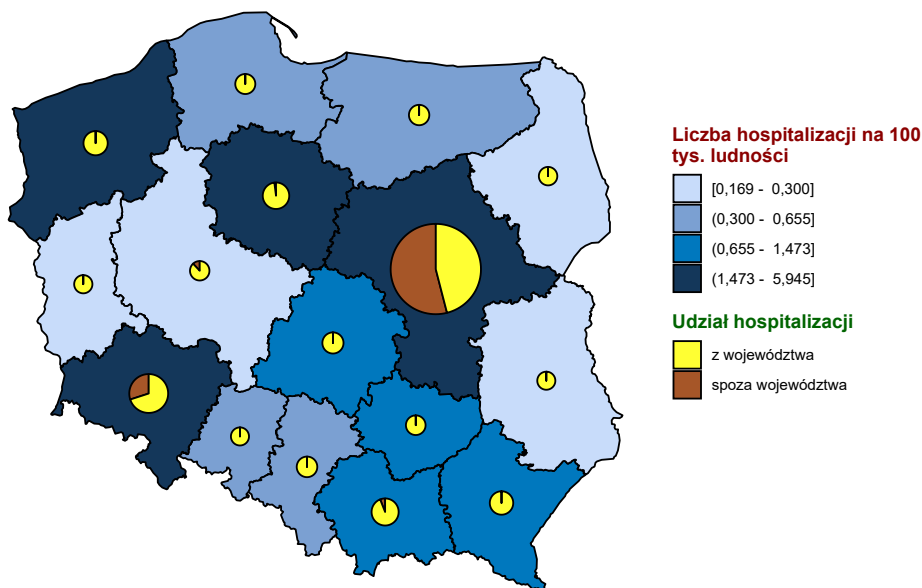 Liczba hospitalizacji na 100
tys. ludności
[0,169 - 0,300]
(0,300 - 0,655]
(0,655 - 1,473]
(1,473 - 5,945]
Udział hospitalizacji
z województwa
spoza województwa